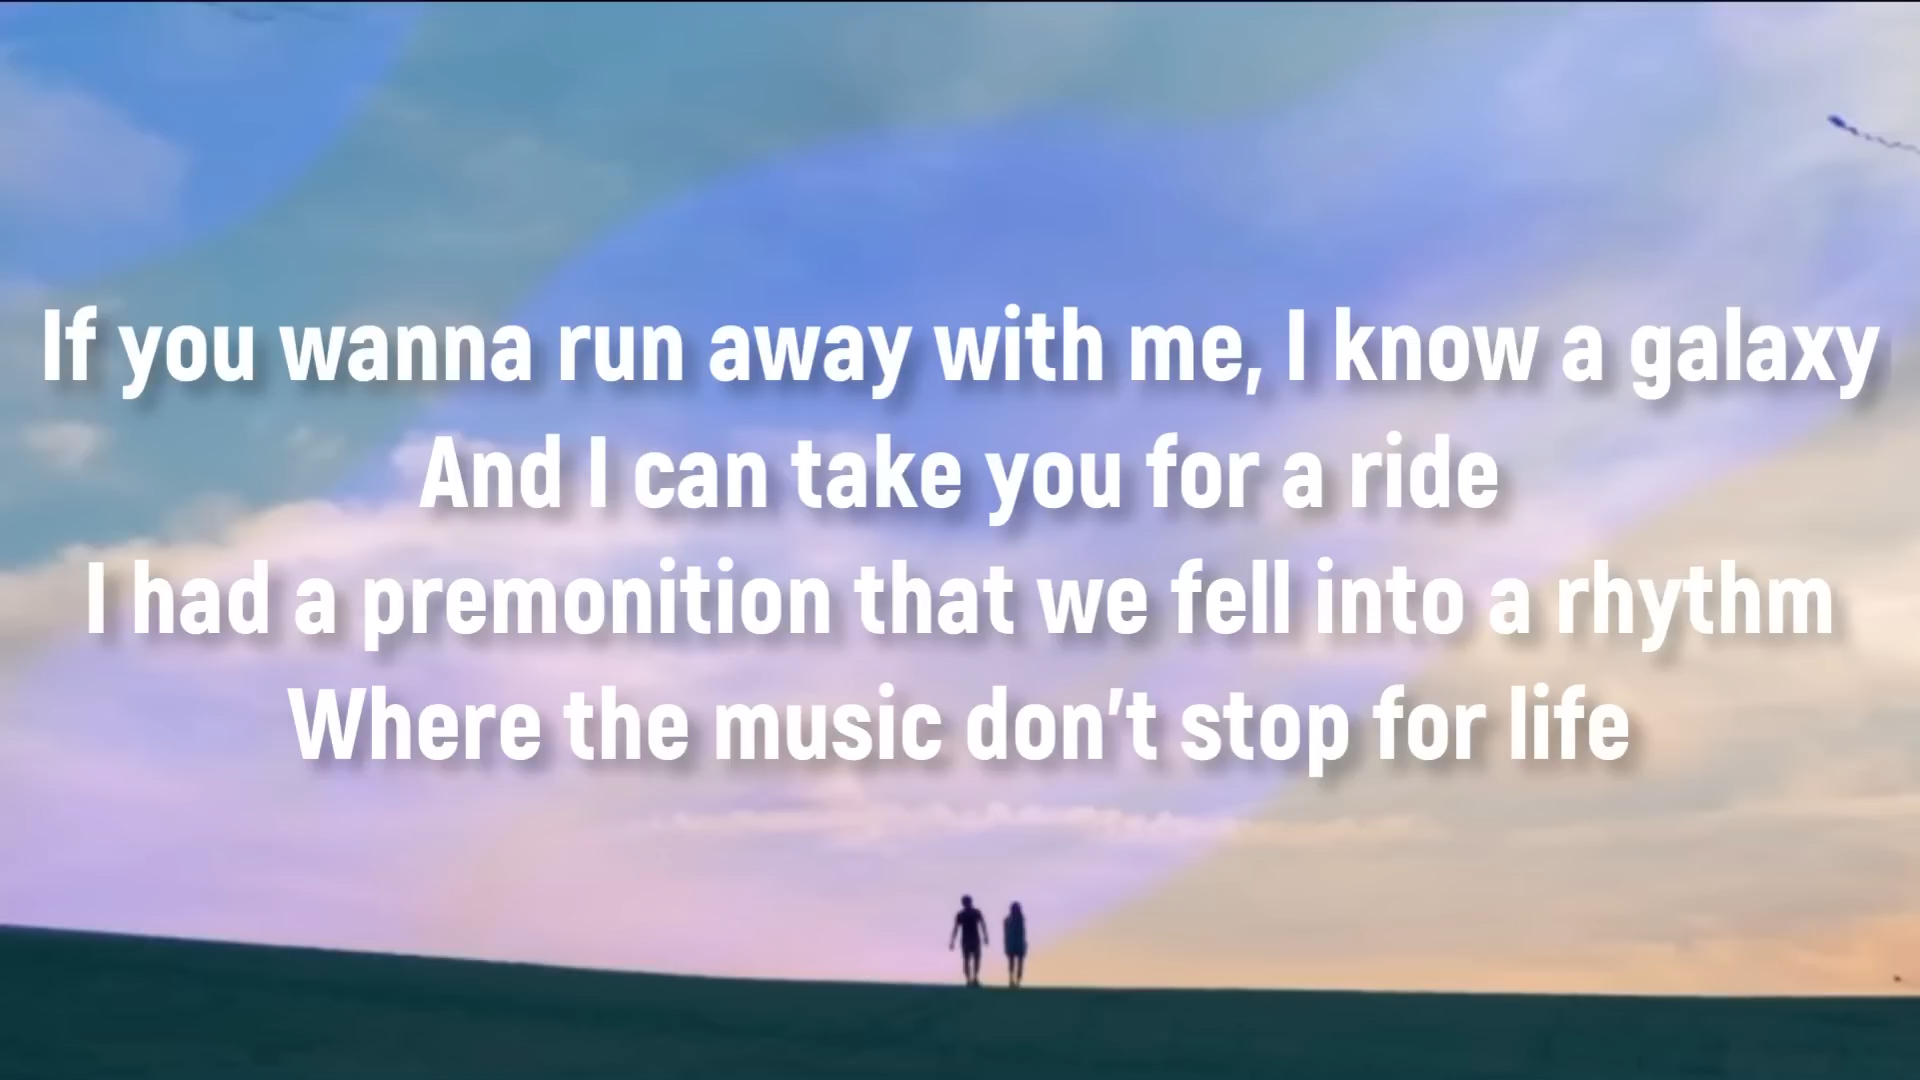 If you wanna run away with me, I know a galaxy
And I can take you for a ride
I had a premonition that we fell into a rhythm
Where the music don't stop for life